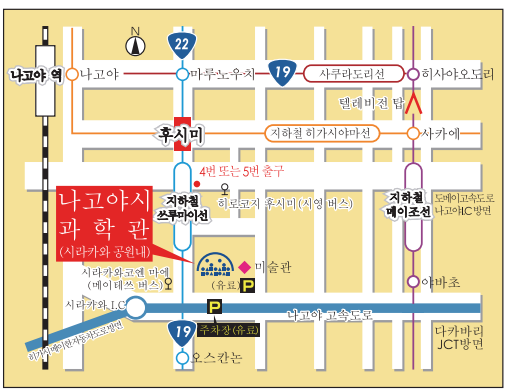 N
22
나고야 역
나고야
마루노우치
19
사쿠라도리선
히사야오도리
텔레비전 탑
후시미
지하철 히가시야마선
사카에
4번 또는 5번 출구
지하철
쓰루마이선
히로코지 후시미(시영 버스)
지하철
메이조선
도메이고속도로
나고야I.C방면
나고야시
과 학 관
(시라카와 공원내)
시라카와코엔 마에
(메이테쓰 버스)
미술관
(유료) P
야바초
시라카와 I.C
P
나고야 고속도로
주차장(유료)
히가시메이한자동차도로방면
19
오스칸논
다카바리
JCT방면